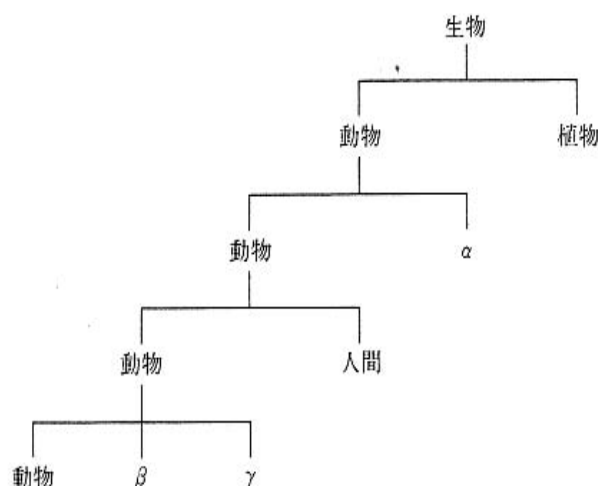 生物
動物 植物
動物 α
動物 人間
動物 β γ